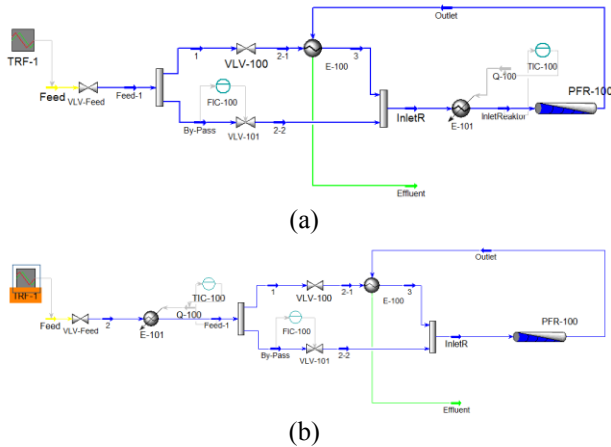 Outlet
TRF-1
1
VLV-100
2-1
E-100
3
Q-100
TIC-100
Feed
VLV-Feed
Feed-1
FIC-100
By-Pass
VLV-101
2-2
InletR
E-101
InletReaktor
PFR-100
Effluent
(a)
Outlet
TRF-1
TIC-100
Q-100
1
VLV-100
2-1
E-100
3
Feed
VLV-Feed
2
E-101
Feed-1
FIC-100
By-Pass
VLV-101
2-2
InletR
PFR-100
Effluent
(b)